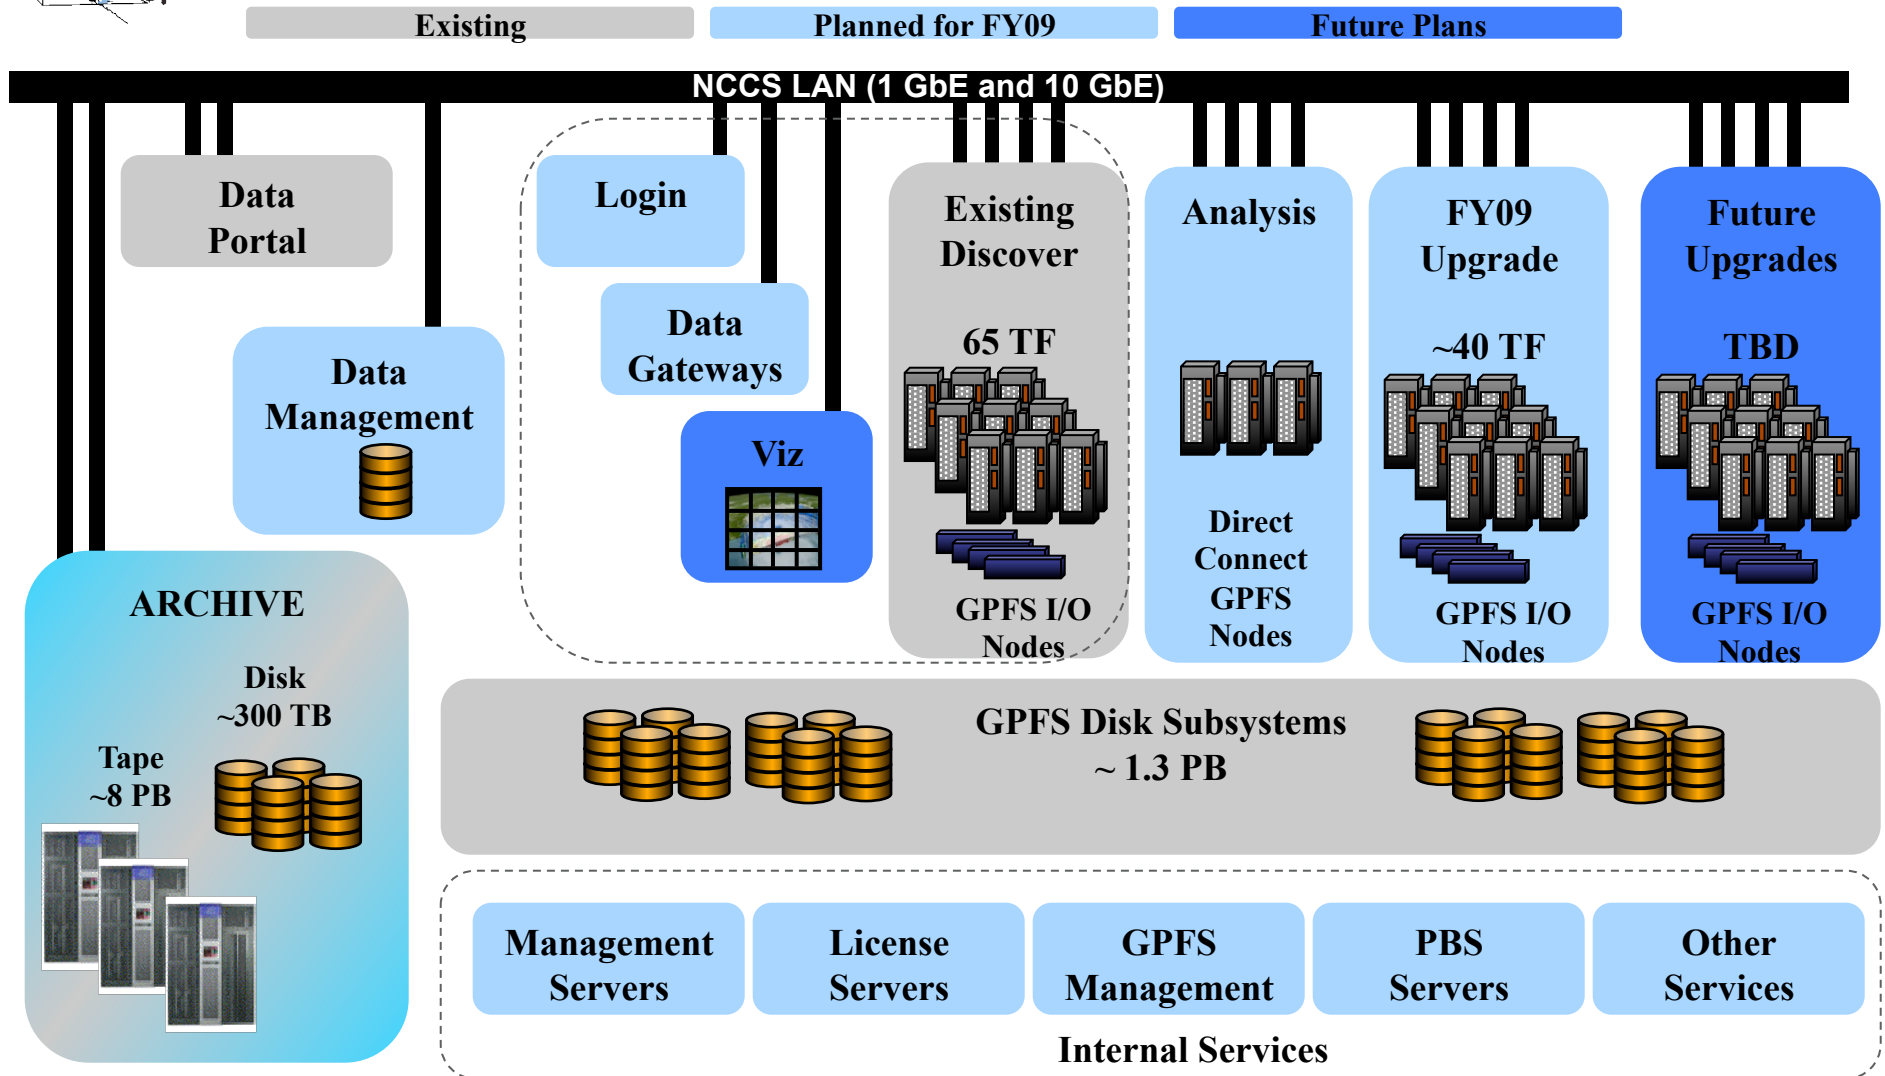 Existing
Planned for FY09
Future Plans
NCCS LAN (1 GbE and 10 GbE)
Data
Portal
Login
Existing
Discover
65 TF
GPFS I/O
Nodes
Analysis
Direct
Connect
GPFS
Nodes
FY09
Upgrade
~40 TF
GPFS I/O
Nodes
Future
Upgrades
TBD
GPFS I/O
Nodes
Data
Gateways
Data
Management
Viz
ARCHIVE
Disk
~300 TB
Tape
~8 PB
GPFS Disk Subsystems
~ 1.3 PB
Management
Servers
License
Servers
GPFS
Management
PBS
Servers
Other
Services
Internal Services